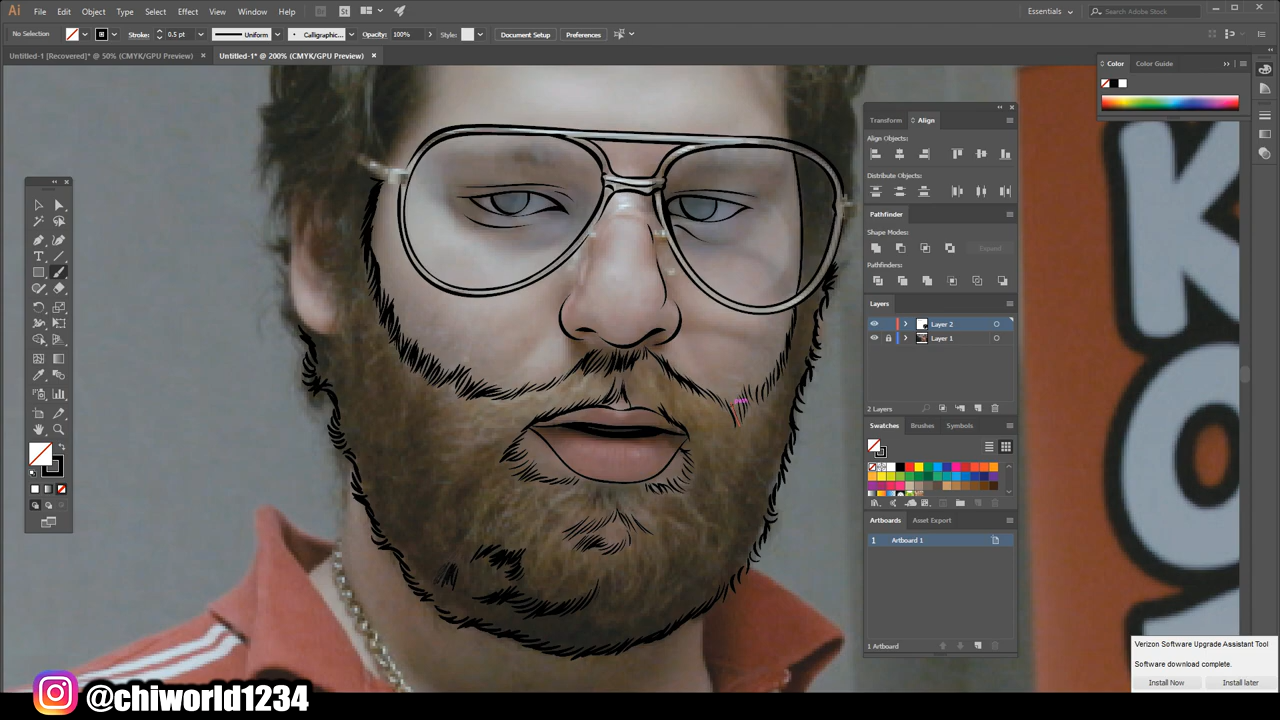 Ai File Edit Object Type Select Effect View Window Help Br St Essentials Search Adobe Stock
No Selection Stroke: 0.5 pt Uniform Calligraphic... Opacity: 100% Style: Document Setup Preferences
Untitled-1 [Recovered]* @ 50% (CMYK/GPU Preview) × Untitled-1* @ 200% (CMYK/GPU Preview) ×
Color Color Guide
Transform Align
Align Objects:
Distribute Objects:
Pathfinder
Shape Modes:
Expand
Pathfinders:
Layers
Layer 2
Layer 1
2 Layers
Swatches Brushes Symbols
Artboards Asset Export
1 Artboard 1
1 Artboard
K
O
Verizon Software Upgrade Assistant Tool
Software download complete.
Install Now Install later
@chiworld1234